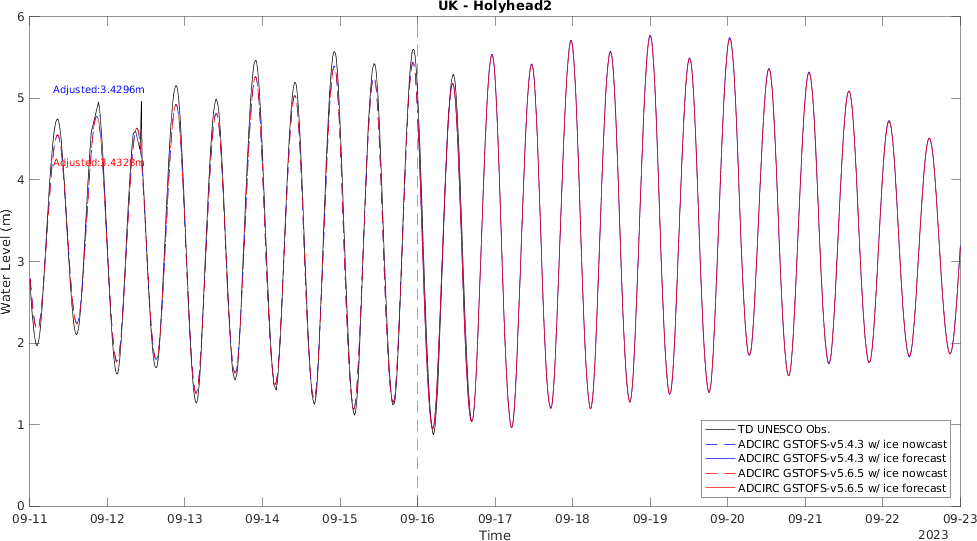 UK - Holyhead2
6
5
4
3
2
1
0
Water Level (m)
Adjusted:3.4296m
Adjusted:3.4328m
TD UNESCO Obs.
ADCIRC GSTOFS-v5.4.3 w/ ice nowcast
ADCIRC GSTOFS-v5.4.3 w/ ice forecast
ADCIRC GSTOFS-v5.6.5 w/ ice nowcast
ADCIRC GSTOFS-v5.6.5 w/ ice forecast
09-11 09-12 09-13 09-14 09-15 09-16 09-17 09-18 09-19 09-20 09-21 09-22 09-23
Time
2023